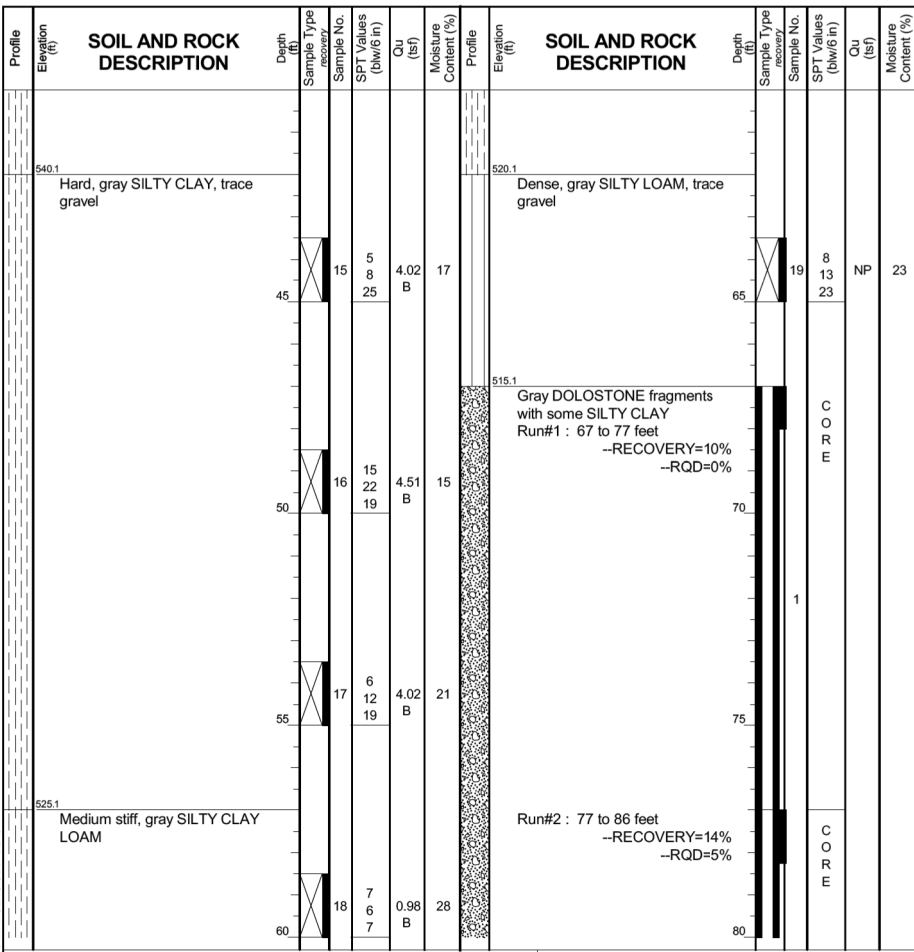 Profile
Elevation (ft)
SOIL AND ROCK
DESCRIPTION
Depth (ft)
Sample Type
recovery
Sample No.
SPT Values
(blw/6 in)
Qu
(tsf)
Moisture
Content (%)
540.1
Hard, gray SILTY CLAY, trace
gravel
15
5
8
25
4.02
B
17
45
16
15
22
19
4.51
B
15
50
17
6
12
19
4.02
B
21
55
525.1
Medium stiff, gray SILTY CLAY
LOAM
18
7
6
7
0.98
B
28
60
Profile
Elevation
(ft)
SOIL AND ROCK
DESCRIPTION
Depth
(ft)
Sample Type
recovery
Sample No.
SPT Values
(blw/6 in)
Qu
(tsf)
Moisture
Content (%)
520.1
Dense, gray SILTY LOAM, trace
gravel
19
8
13
23
NP
23
65
515.1
Gray DOLOSTONE fragments
with some SILTY CLAY
Run#1 : 67 to 77 feet
--RECOVERY=10%
--RQD=0%
C
O
R
E
70
1
75
Run#2 : 77 to 86 feet
--RECOVERY=14%
--RQD=5%
C
O
R
E
80